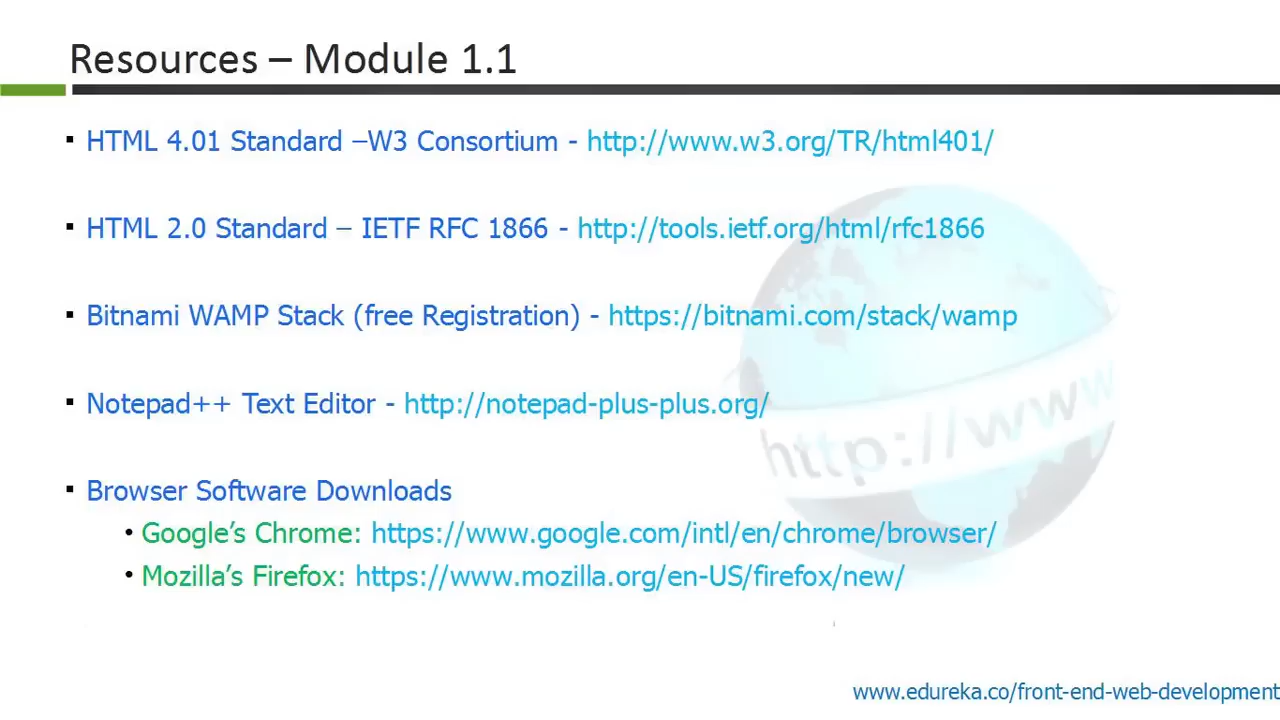 Resources – Module 1.1
▪ HTML 4.01 Standard –W3 Consortium - http://www.w3.org/TR/html401/
▪ HTML 2.0 Standard – IETF RFC 1866 - http://tools.ietf.org/html/rfc1866
▪ Bitnami WAMP Stack (free Registration) - https://bitnami.com/stack/wamp
▪ Notepad++ Text Editor - http://notepad-plus-plus.org/
http://www
▪ Browser Software Downloads
• Google’s Chrome: https://www.google.com/intl/en/chrome/browser/
• Mozilla’s Firefox: https://www.mozilla.org/en-US/firefox/new/
www.edureka.co/front-end-web-development